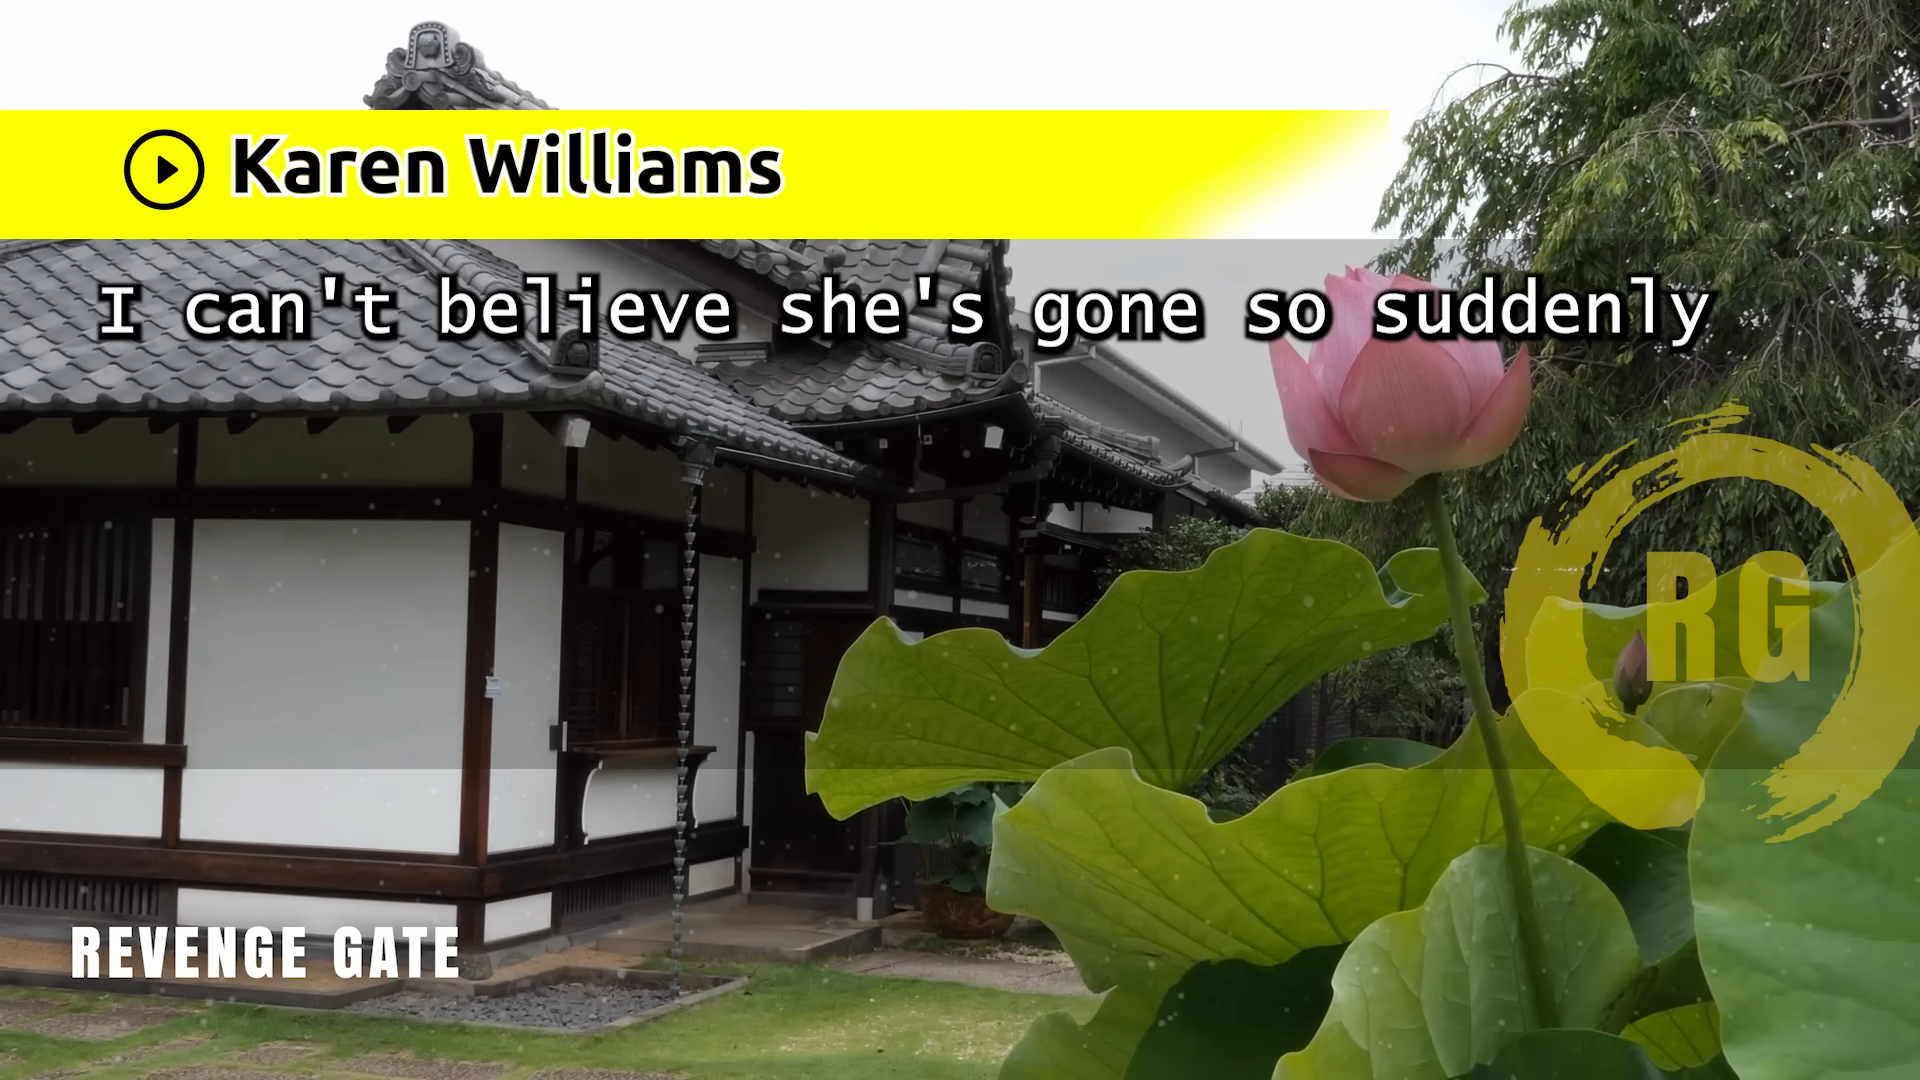 Karen Williams
I can't believe she's gone so suddenly
RG
REVENGE GATE